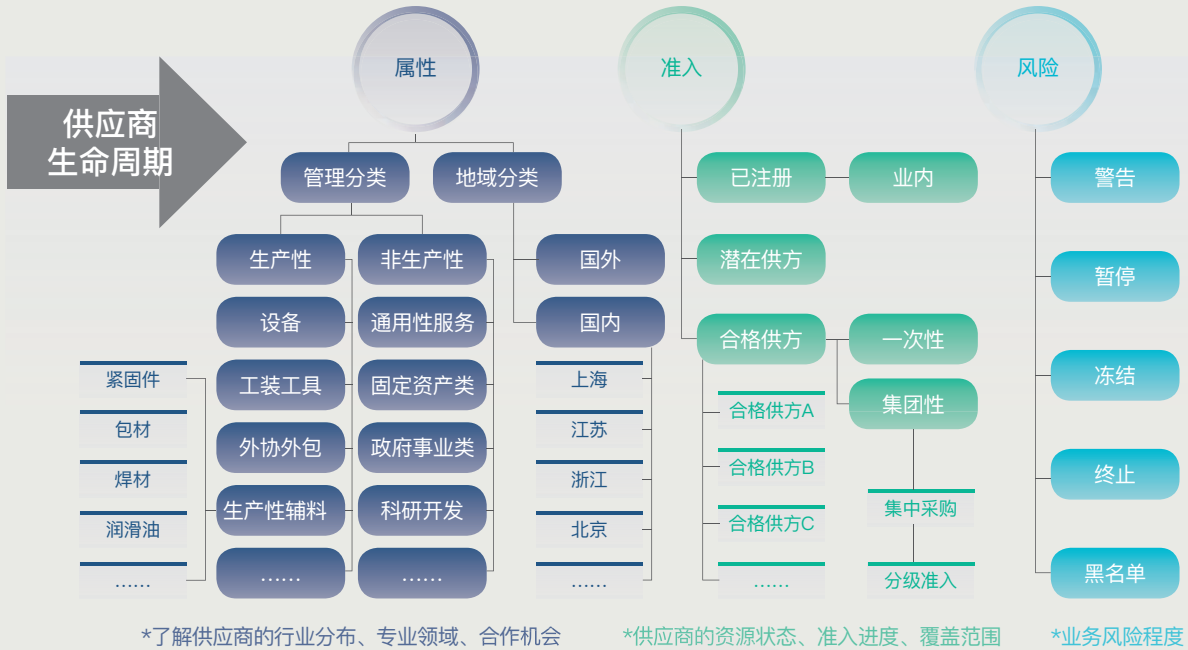 属性
准入
风险
供应商
生命周期
管理分类
地域分类
已注册
业内
警告
生产性
非生产性
国外
潜在供方
暂停
设备
通用性服务
国内
合格供方
一次性
紧固件
工装工具
固定资产类
上海
合格供方A
集团性
冻结
包材
外协外包
政府事业类
江苏
合格供方B
焊材
浙江
终止
润滑油
生产性辅料
科研开发
北京
合格供方C
集中采购
……
……
……
……
……
分级准入
黑名单
*了解供应商的行业分布、专业领域、合作机会
*供应商的资源状态、准入进度、覆盖范围
*业务风险程度